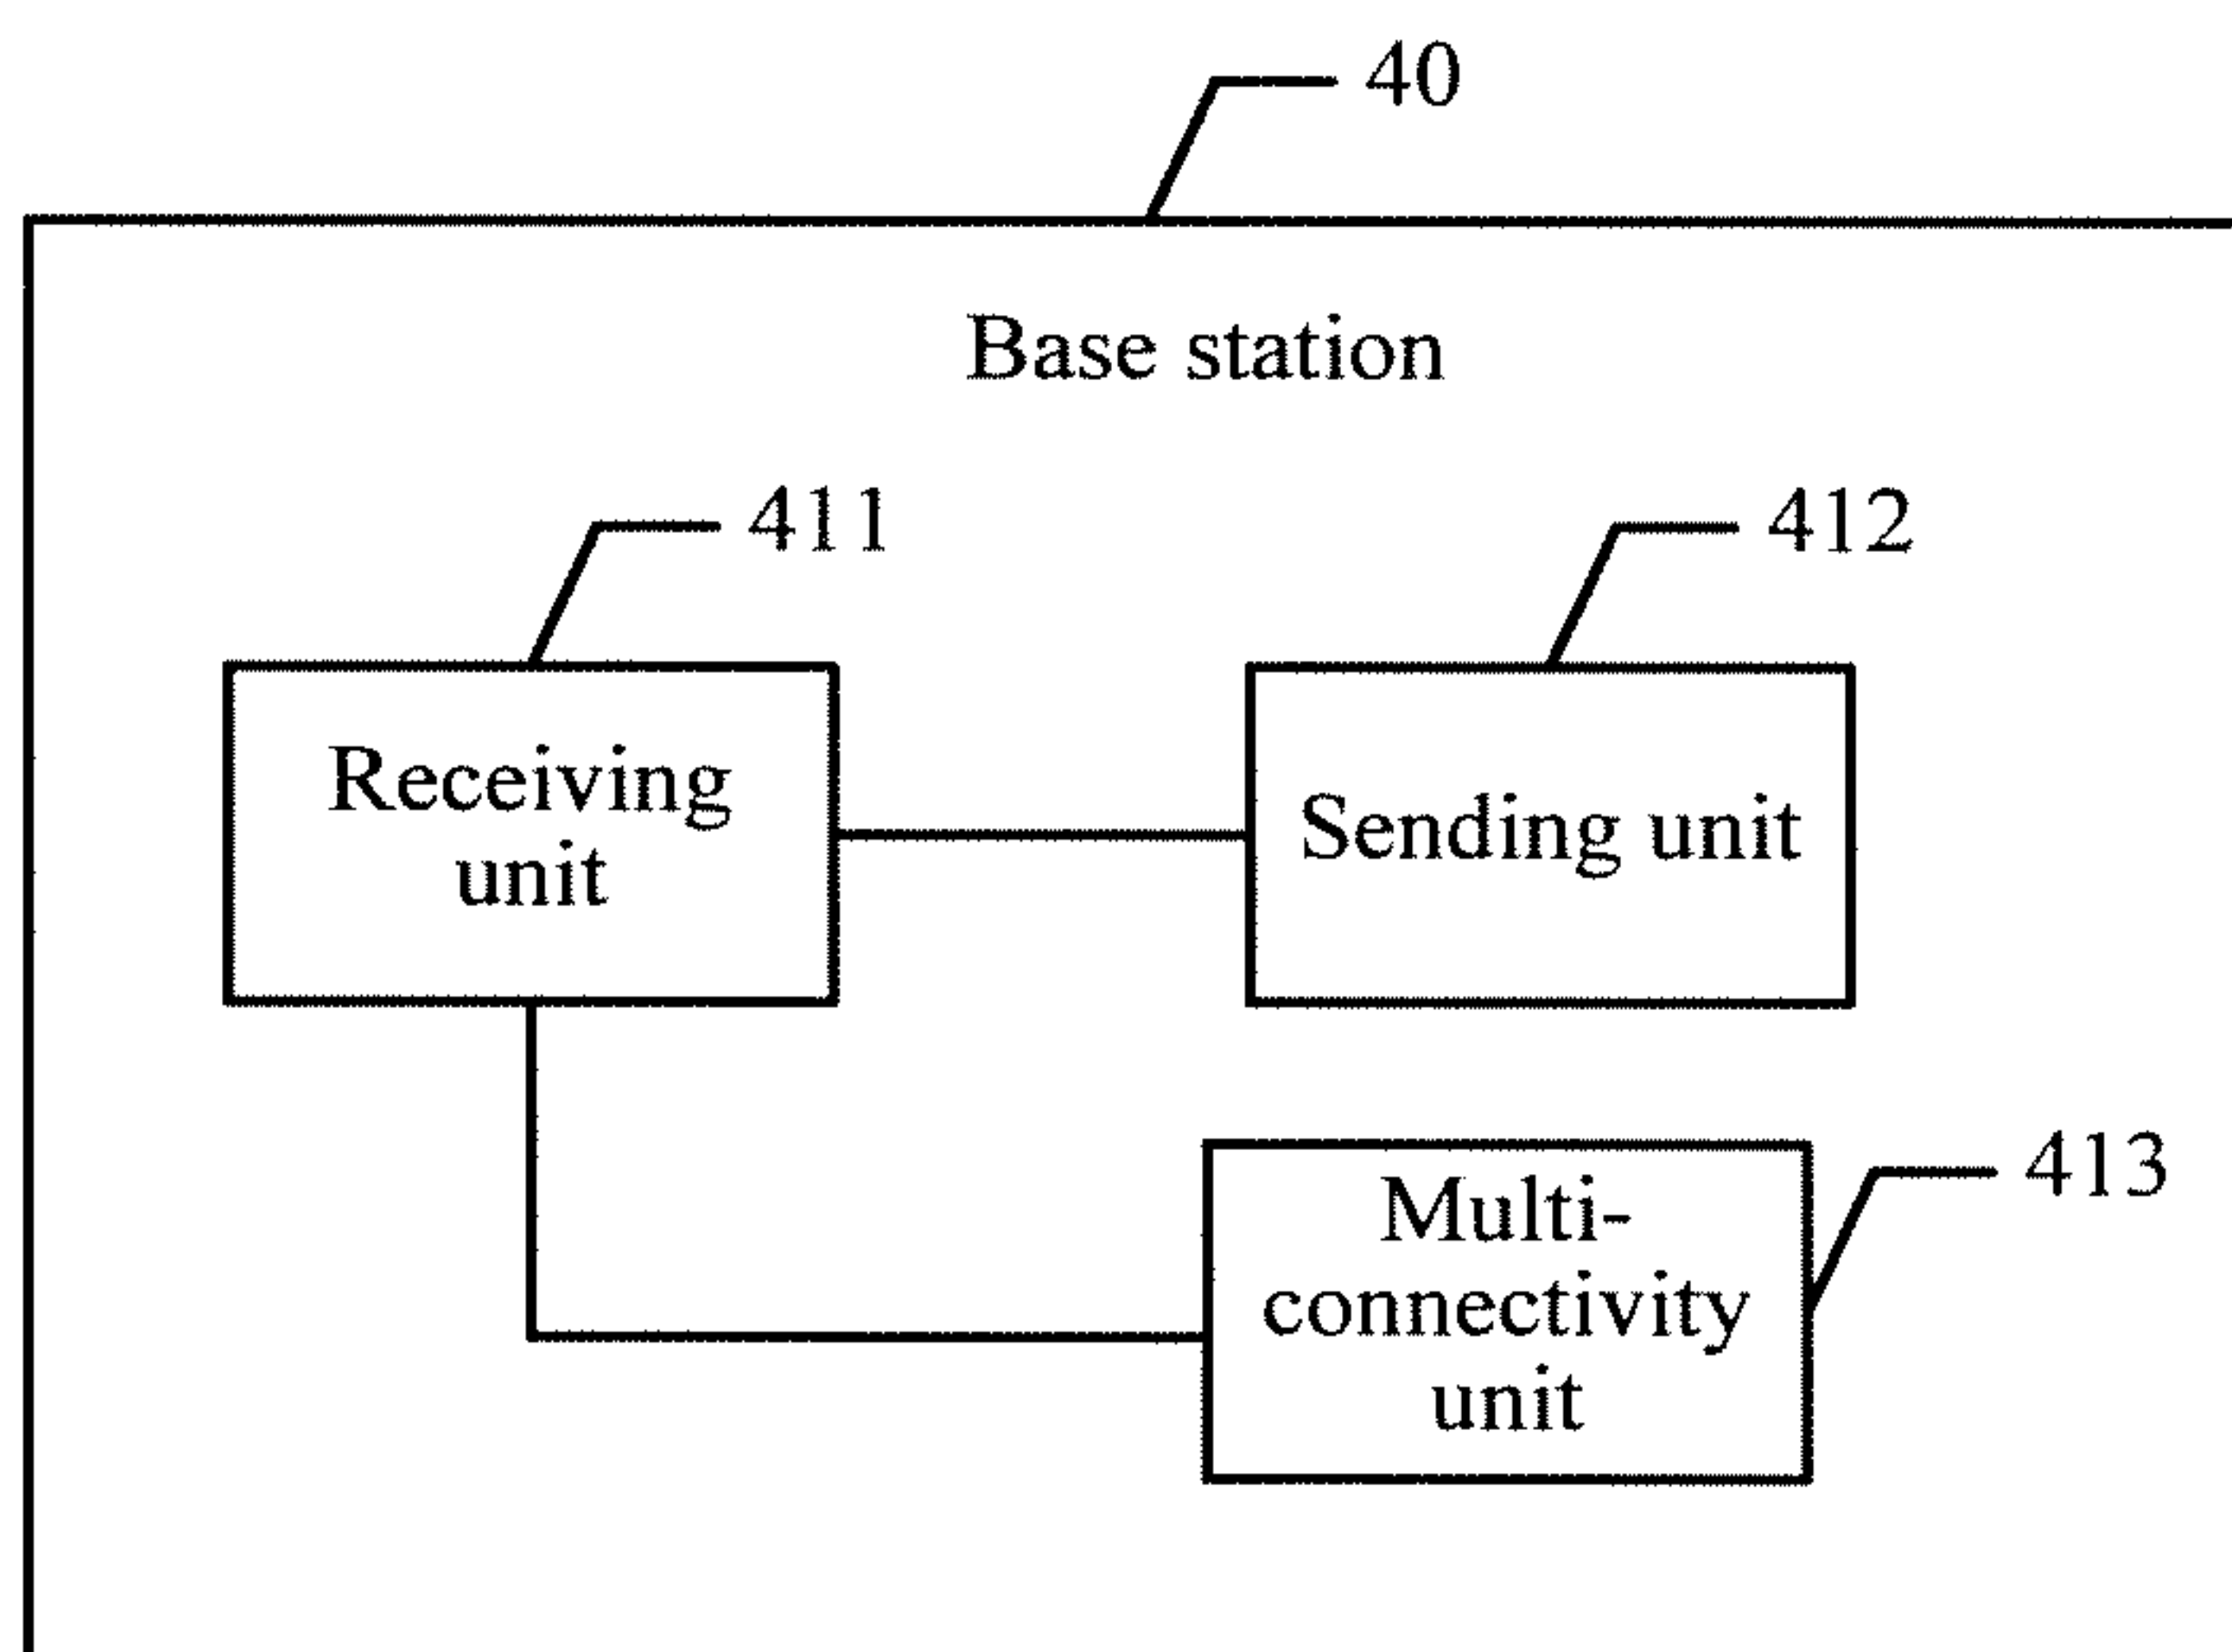 40
Base station
411
412
Receiving
unit
Sending unit
413
Multi-
connectivity
unit